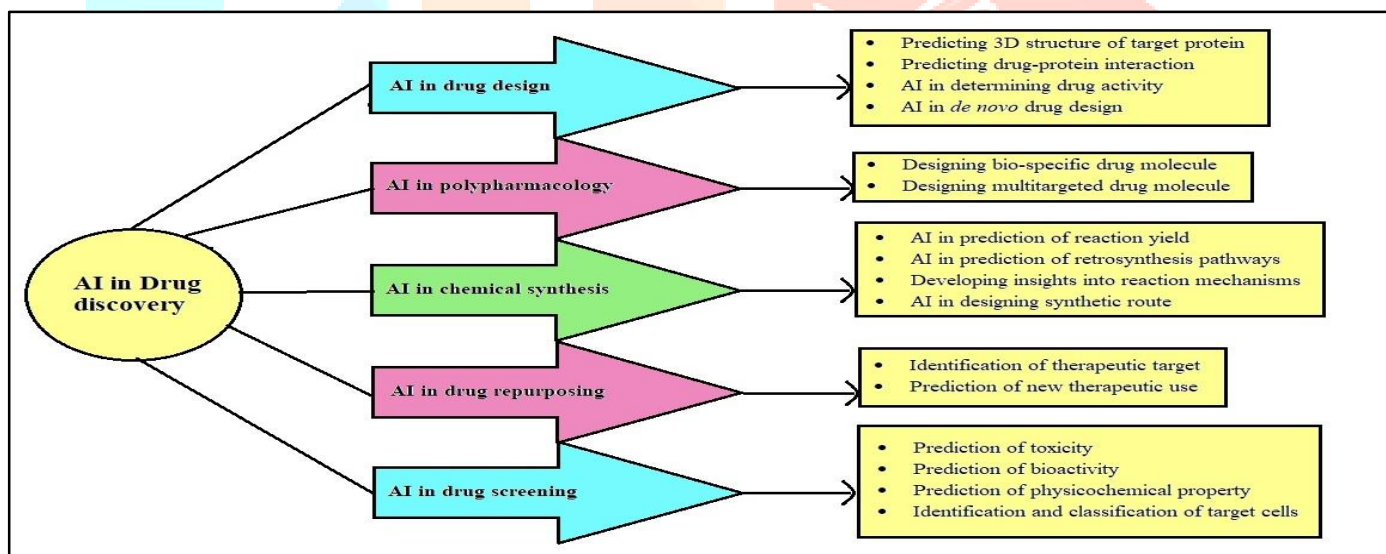 AI in Drug
discovery
AI in drug design
• Predicting 3D structure of target protein
• Predicting drug-protein interaction
• AI in determining drug activity
• AI in de novo drug design
AI in polypharmacology
• Designing bio-specific drug molecule
• Designing multitargeted drug molecule
AI in chemical synthesis
• AI in prediction of reaction yield
• AI in prediction of retrosynthesis pathways
• Developing insights into reaction mechanisms
• AI in designing synthetic route
AI in drug repurposing
• Identification of therapeutic target
• Prediction of new therapeutic use
AI in drug screening
• Prediction of toxicity
• Prediction of bioactivity
• Prediction of physicochemical property
• Identification and classification of target cells